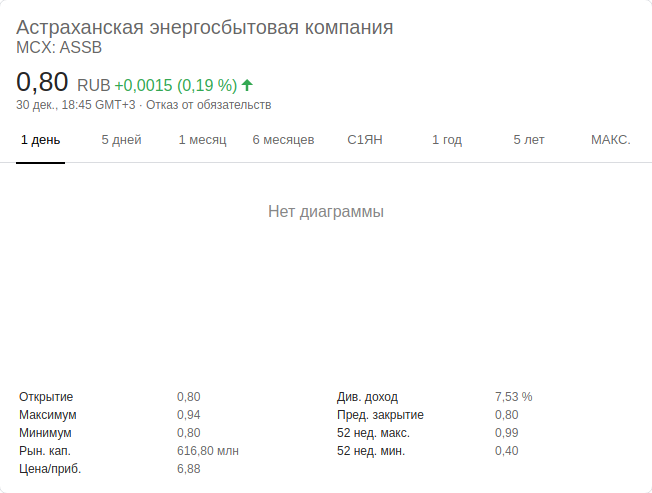 Астраханская энергосбытовая компания
MCX: ASSB
0,80 RUB +0,0015 (0,19 %)
30 дек., 18:45 GMT+3 · Отказ от обязательств
1 день 5 дней 1 месяц 6 месяцев С1ЯН 1 год 5 лет МАКС.
Нет диаграммы
Открытие 0,80 Див. доход 7,53 %
Максимум 0,94 Пред. закрытие 0,80
Минимум 0,80 52 нед. макс. 0,99
Рын. кап. 616,80 млн 52 нед. мин. 0,40
Цена/приб. 6,88